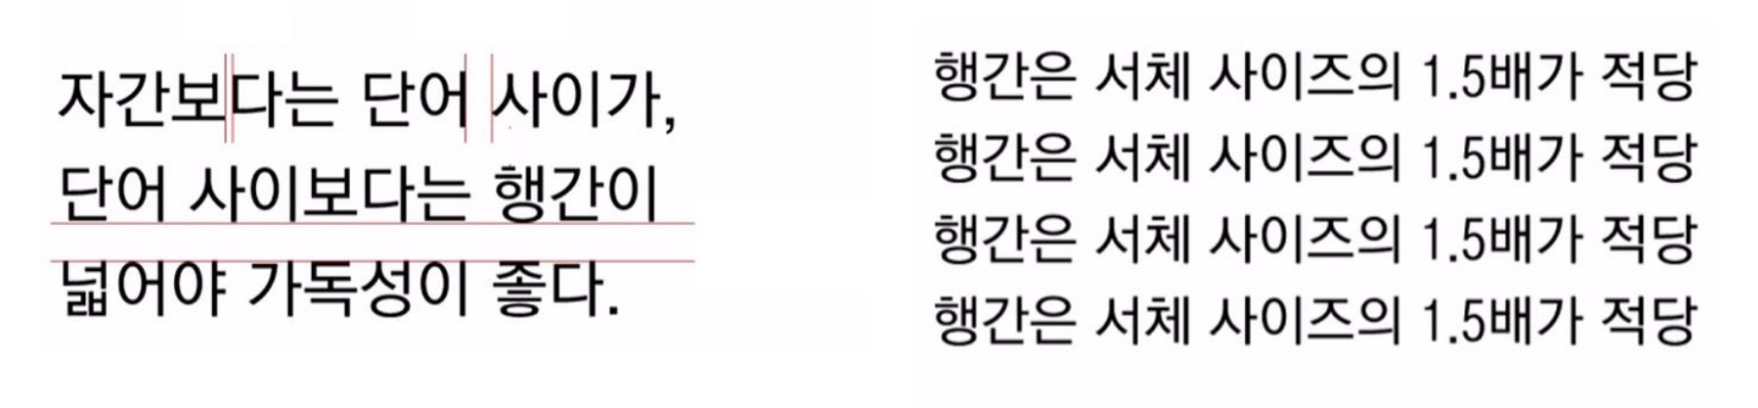 자간보다는 단어 사이가,
단어 사이보다는 행간이
넓어야 가독성이 좋다.
행간은 서체 사이즈의 1.5배가 적당
행간은 서체 사이즈의 1.5배가 적당
행간은 서체 사이즈의 1.5배가 적당
행간은 서체 사이즈의 1.5배가 적당